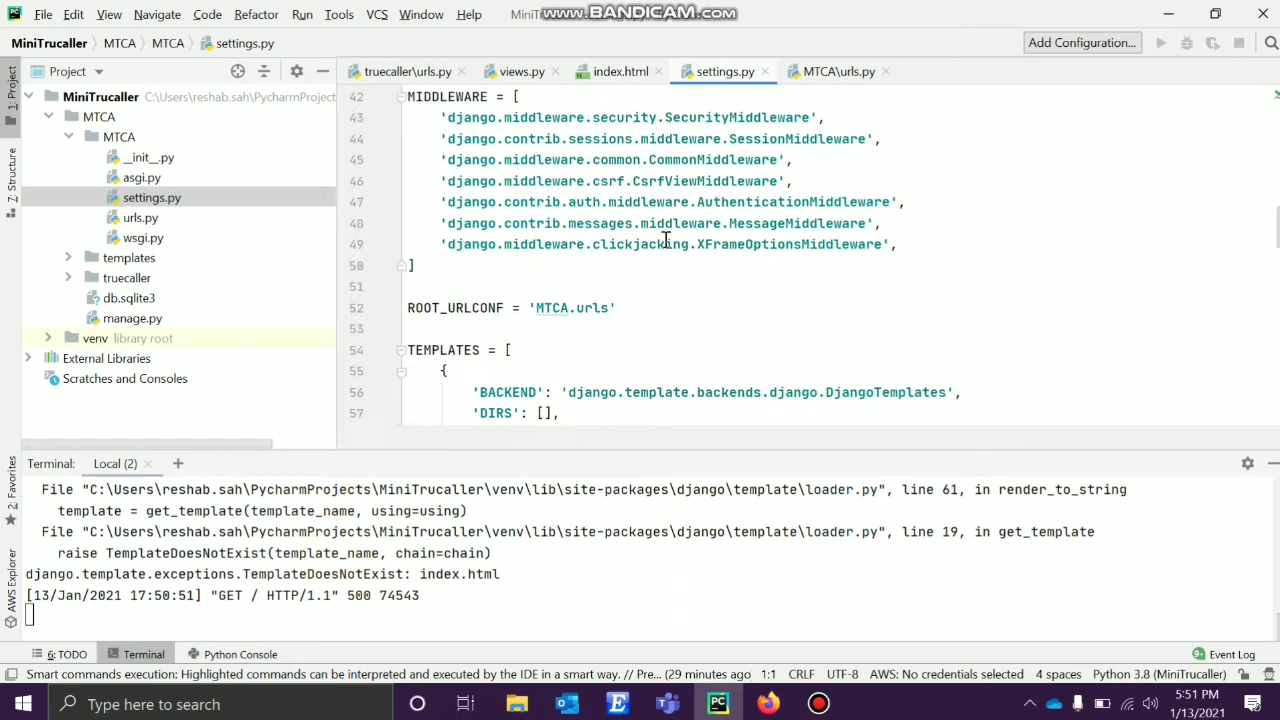 File Edit View Navigate Code Refactor Run Tools VCS Window Help
www.BANDICAM.com
MiniTrucaller MTCA MTCA settings.py
Add Configuration...
1: Project
Project
truecaller\urls.py
views.py
index.html
settings.py
MTCA\urls.py
MiniTrucaller C:\Users\reshab.sah\PycharmProject
MTCA
MTCA
__init__.py
asgi.py
settings.py
urls.py
wsgi.py
templates
truecaller
db.sqlite3
manage.py
venv library root
External Libraries
Scratches and Consoles
7: Structure
42 MIDDLEWARE = [
43 'django.middleware.security.SecurityMiddleware',
44 'django.contrib.sessions.middleware.SessionMiddleware',
45 'django.middleware.common.CommonMiddleware',
46 'django.middleware.csrf.CsrfViewMiddleware',
47 'django.contrib.auth.middleware.AuthenticationMiddleware',
48 'django.contrib.messages.middleware.MessageMiddleware',
49 'django.middleware.clickjacking.XFrameOptionsMiddleware',
50 ]
51
52 ROOT_URLCONF = 'MTCA.urls'
53
54 TEMPLATES = [
55 {
56 'BACKEND': 'django.template.backends.django.DjangoTemplates',
57 'DIRS': [],
2: Favorites
AWS Explorer
Terminal: Local (2)
File "C:\Users\reshab.sah\PycharmProjects\MiniTrucaller\venv\lib\site-packages\django\template\loader.py", line 61, in render_to_string
template = get_template(template_name, using=using)
File "C:\Users\reshab.sah\PycharmProjects\MiniTrucaller\venv\lib\site-packages\django\template\loader.py", line 19, in get_template
raise TemplateDoesNotExist(template_name, chain=chain)
django.template.exceptions.TemplateDoesNotExist: index.html
[13/Jan/2021 17:50:51] "GET / HTTP/1.1" 500 74543
6: TODO Terminal Python Console
Event Log
Smart commands execution: Highlighted commands can be interpreted and executed by the IDE in a smart way. // Pre... (29 minutes ago) 1:1 CRLF UTF-8 AWS: No credentials selected 4 spaces Python 3.8 (MiniTrucaller)
Type here to search
5:51 PM
1/13/2021